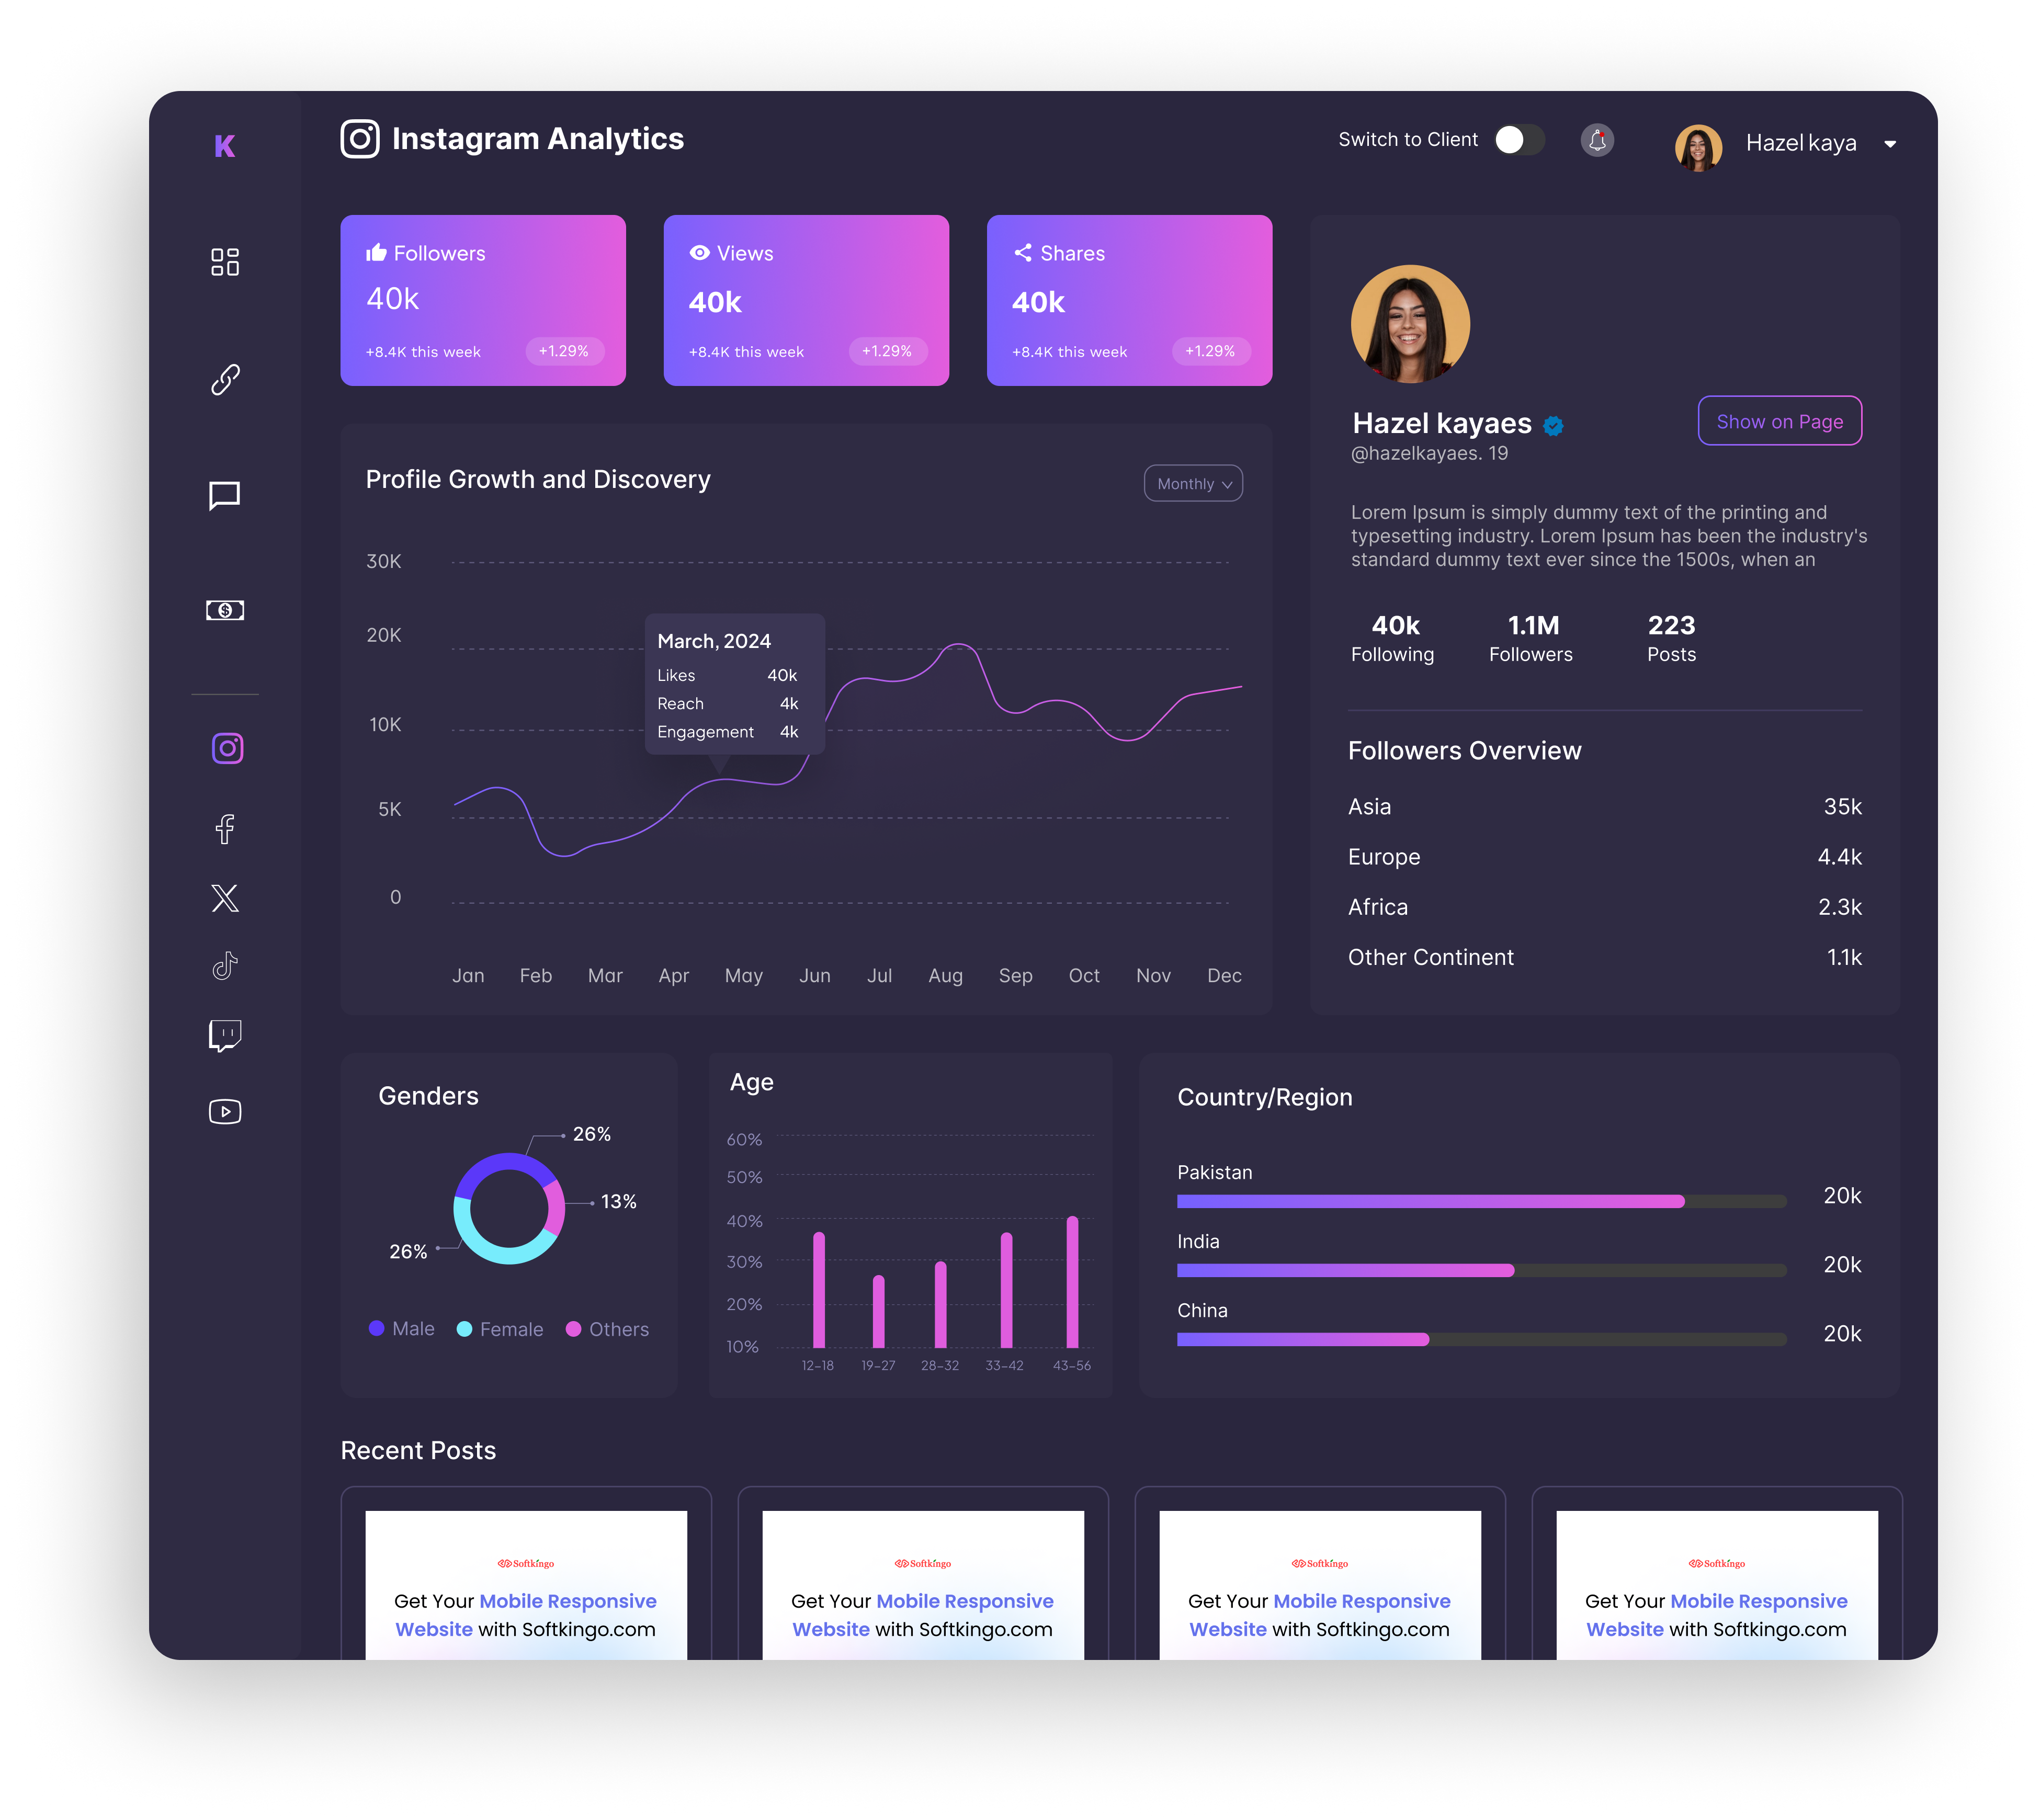 K
Instagram Analytics
Switch to Client
Hazel kaya
Followers
40k
+8.4K this week
+1.29%
Views
40k
+8.4K this week
+1.29%
Shares
40k
+8.4K this week
+1.29%
Profile Growth and Discovery
Monthly
30K
20K
10K
5K
0
March, 2024
Likes 40k
Reach 4k
Engagement 4k
Jan Feb Mar Apr May Jun Jul Aug Sep Oct Nov Dec
Hazel kayaes
@hazelkayaes. 19
Show on Page
Lorem Ipsum is simply dummy text of the printing and
typesetting industry. Lorem Ipsum has been the industry's
standard dummy text ever since the 1500s, when an
40k 1.1M 223
Following Followers Posts
Followers Overview
Asia 35k
Europe 4.4k
Africa 2.3k
Other Continent 1.1k
Genders
26%
13%
26%
Male Female Others
Age
60%
50%
40%
30%
20%
10%
12-18 19-27 28-32 33-42 43-56
Country/Region
Pakistan
20k
India
20k
China
20k
Recent Posts
Softkingo
Get Your Mobile Responsive
Website with Softkingo.com
Softkingo
Get Your Mobile Responsive
Website with Softkingo.com
Softkingo
Get Your Mobile Responsive
Website with Softkingo.com
Softkingo
Get Your Mobile Responsive
Website with Softkingo.com